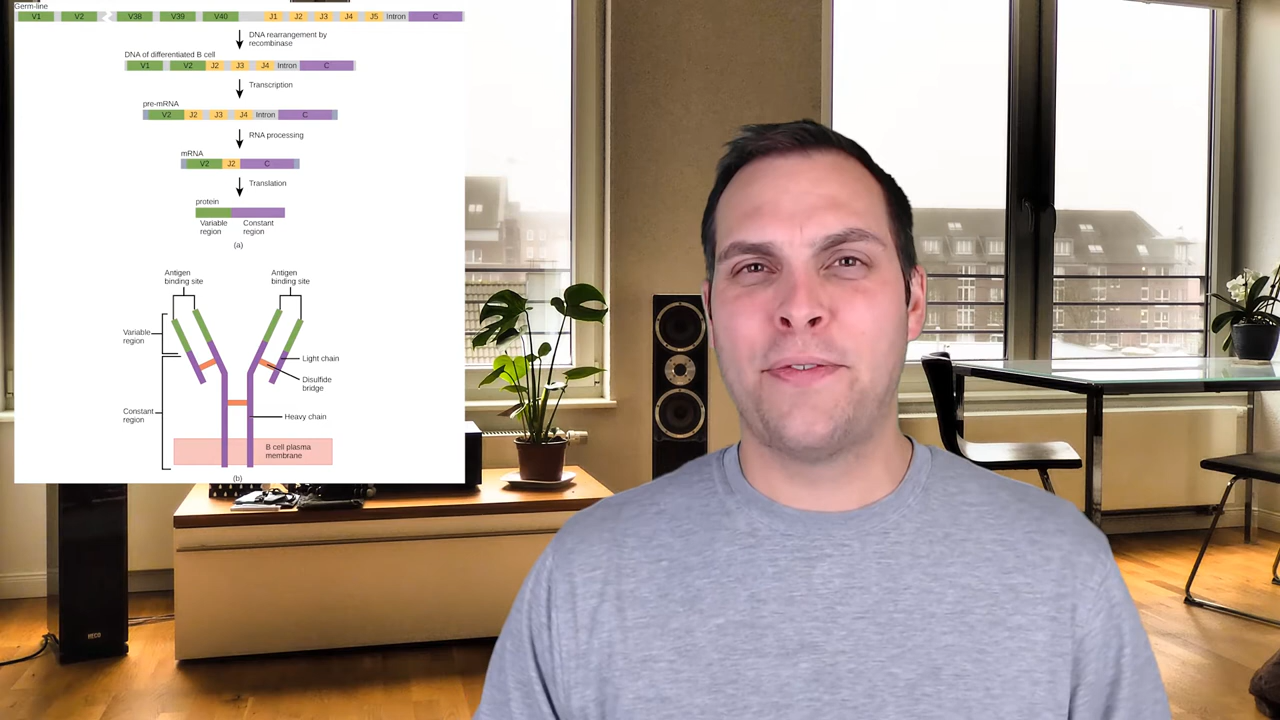 Germ-line
V1 V2 V38 V39 V40 J1 J2 J3 J4 J5 Intron C
DNA rearrangement by
recombinase
DNA of differentiated B cell
V1 V2 J2 J3 J4 Intron C
Transcription
pre-mRNA
V2 J2 J3 J4 Intron C
RNA processing
mRNA
V2 J2 C
Translation
protein
Variable
region
Constant
region
(a)
Antigen
binding site
Antigen
binding site
Variable
region
Light chain
Disulfide
bridge
Constant
region
Heavy chain
B cell plasma
membrane
(b)